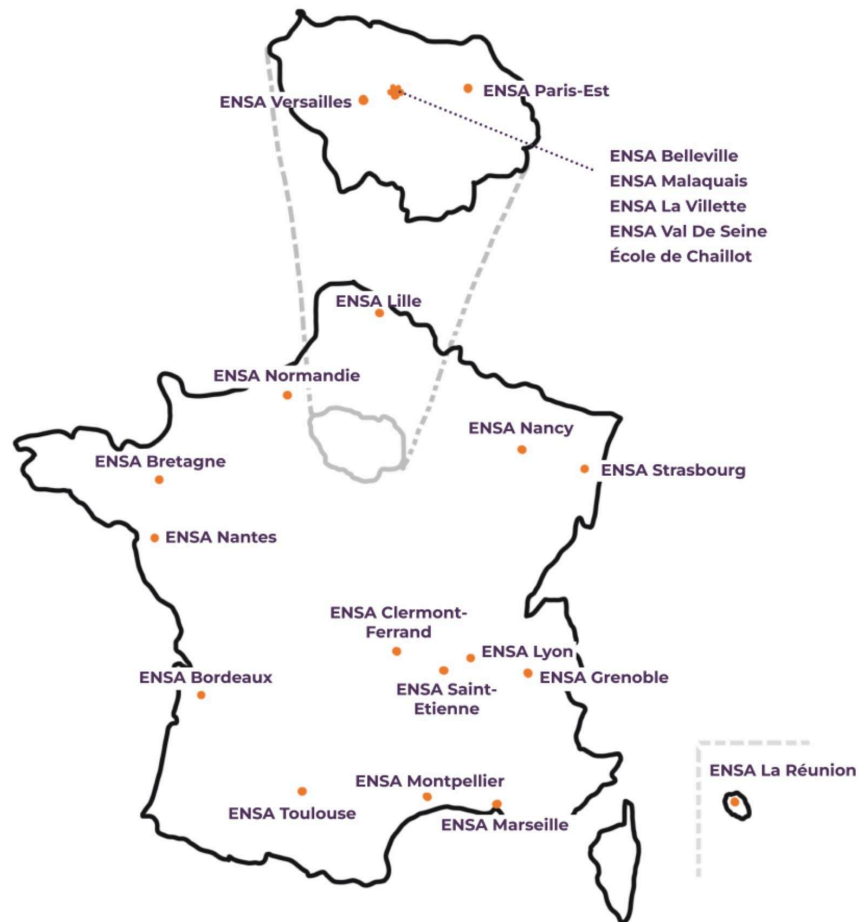 ENSA Versailles
ENSA Paris-Est
ENSA Belleville
ENSA Malaquais
ENSA La Villette
ENSA Val De Seine
École de Chaillot
ENSA Lille
ENSA Normandie
ENSA Nancy
ENSA Bretagne
ENSA Strasbourg
ENSA Nantes
ENSA Clermont-
Ferrand
ENSA Lyon
ENSA Bordeaux
ENSA Grenoble
ENSA Saint-
Etienne
ENSA La Réunion
ENSA Montpellier
ENSA Toulouse
ENSA Marseille